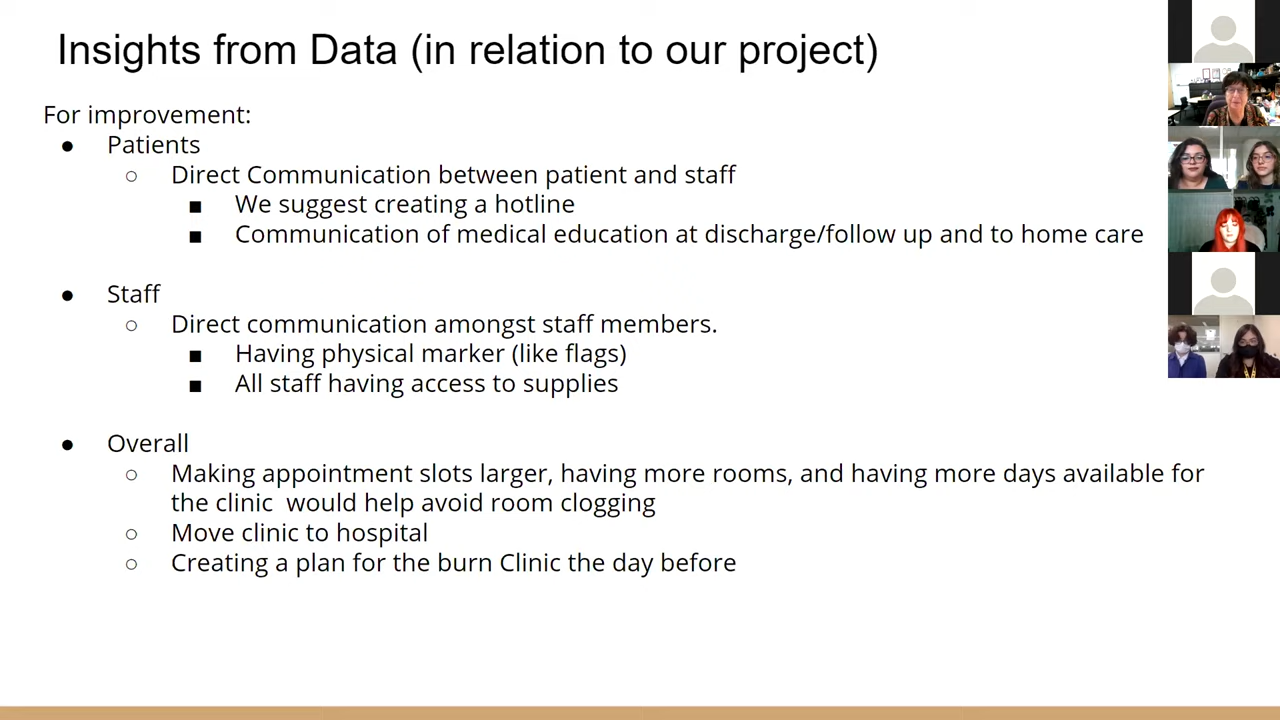 Insights from Data (in relation to our project)
For improvement:
● Patients
○ Direct Communication between patient and staff
■ We suggest creating a hotline
■ Communication of medical education at discharge/follow up and to home care
● Staff
○ Direct communication amongst staff members.
■ Having physical marker (like flags)
■ All staff having access to supplies
● Overall
○ Making appointment slots larger, having more rooms, and having more days available for
the clinic  would help avoid room clogging
○ Move clinic to hospital
○ Creating a plan for the burn Clinic the day before